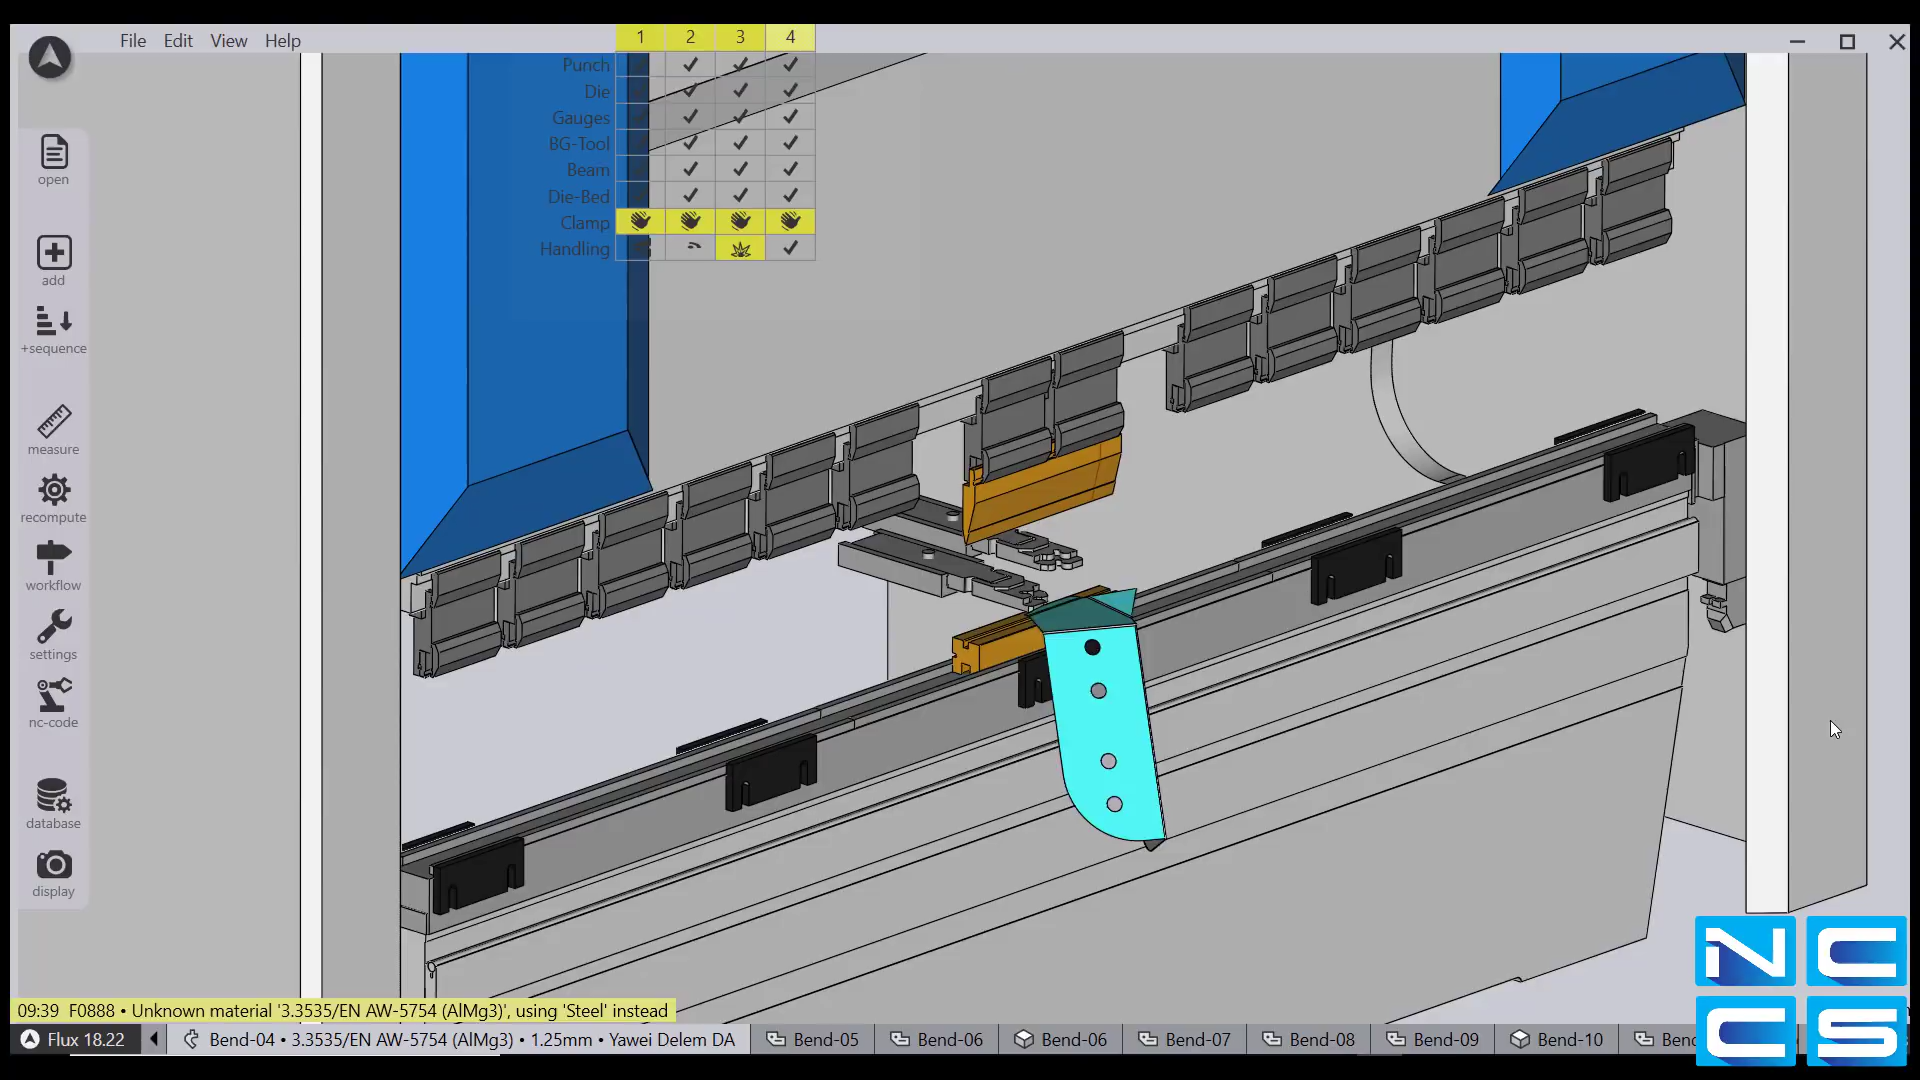 File Edit View Help
1 2 3 4
Punch
Die
Gauges
BG-Tool
Beam
Die-Bed
Clamp
Handling
open
add
+sequence
measure
recompute
workflow
settings
nc-code
database
display
09:39 F0888 • Unknown material '3.3535/EN AW-5754 (AlMg3)', using 'Steel' instead
Flux 18.22 Bend-04 • 3.3535/EN AW-5754 (AlMg3) • 1.25mm • Yawei Delem DA Bend-05 Bend-06 Bend-06 Bend-07 Bend-08 Bend-09 Bend-10
NC
CS